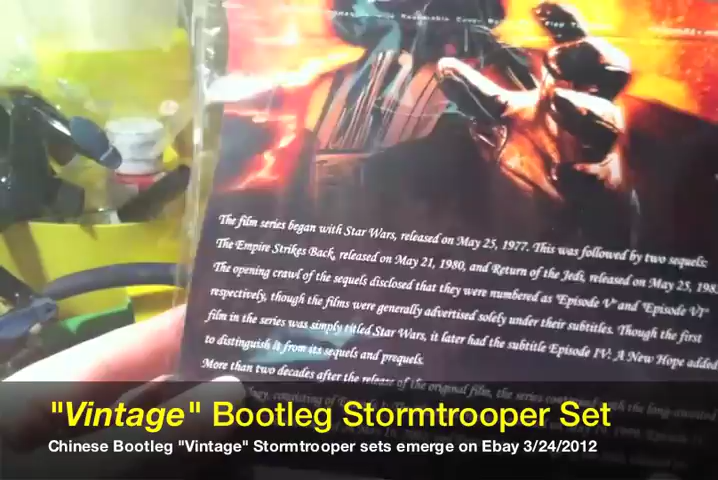 The film series began with Star Wars, released on May 25, 1977. This was followed by two sequels:
The Empire Strikes Back, released on May 21, 1980, and Return of the Jedi, released on May 25, 198
The opening crawl of the sequels disclosed that they were numbered as "Episode V" and "Episode VI"
respectively, though the films were generally advertised solely under their subtitles. Though the first
film in the series was simply titled Star Wars, it later had the subtitle Episode IV: A New Hope added
to distinguish it from its sequels and prequels.
More than two decades after the release of the original film, the series continued with the long-awaited
"Vintage" Bootleg Stormtrooper Set
Chinese Bootleg "Vintage" Stormtrooper sets emerge on Ebay 3/24/2012